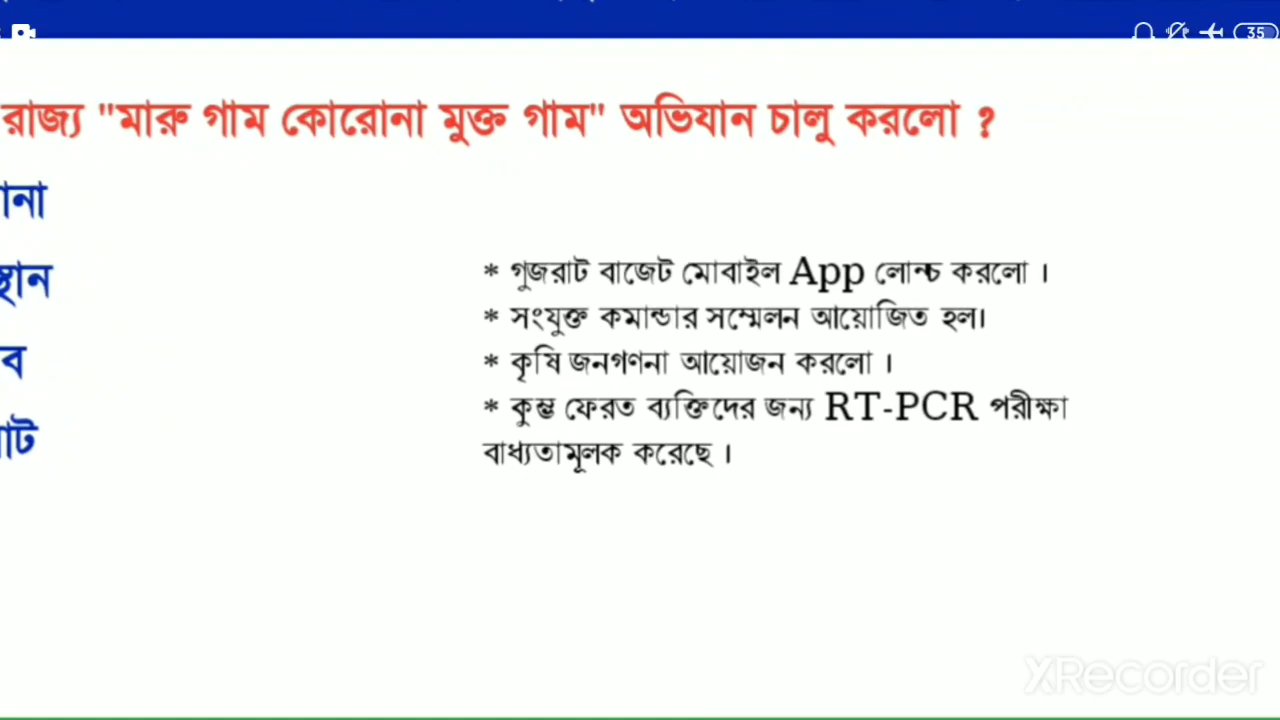 35
রাজ্য "মারু গাম কোরোনা মুক্ত গাম" অভিযান চালু করলো ?
ানা
স্থান
ব
াট
* গুজরাট বাজেট মোবাইল App লোন্চ করলো ।
* সংযুক্ত কমান্ডার সম্মেলন আয়োজিত হল।
* কৃষি জনগণনা আয়োজন করলো ।
* কুম্ভ ফেরত ব্যক্তিদের জন্য RT-PCR পরীক্ষা
বাধ্যতামূলক করেছে ।
XRecorder